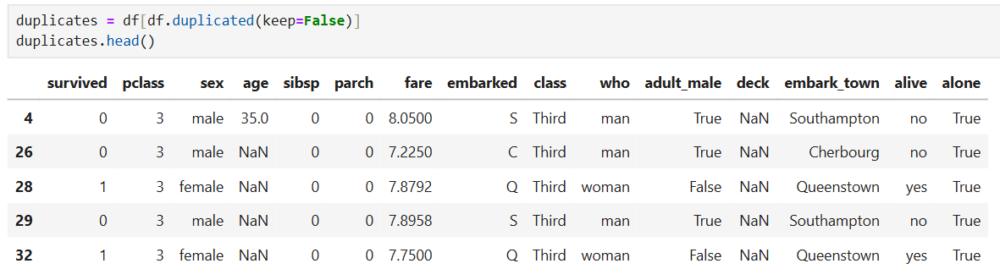 duplicates = df[df.duplicated(keep=False)]
duplicates.head()
survived pclass sex age sibsp parch fare embarked class who adult_male deck embark_town alive alone
4 0 3 male 35.0 0 0 8.0500 S Third man True NaN Southampton no True
26 0 3 male NaN 0 0 7.2250 C Third man True NaN Cherbourg no True
28 1 3 female NaN 0 0 7.8792 Q Third woman False NaN Queenstown yes True
29 0 3 male NaN 0 0 7.8958 S Third man True NaN Southampton no True
32 1 3 female NaN 0 0 7.7500 Q Third woman False NaN Queenstown yes True